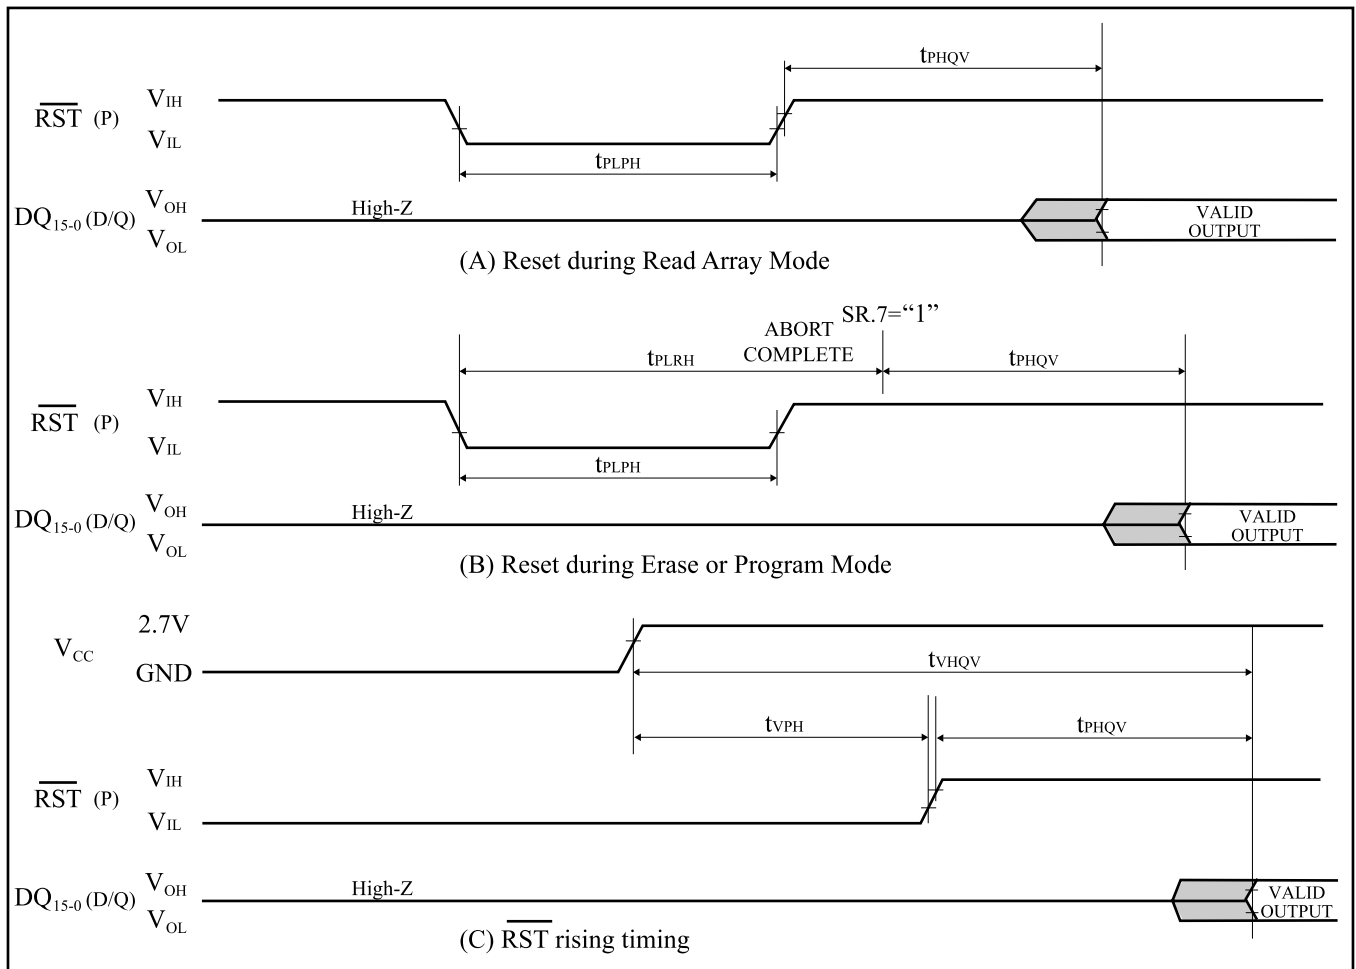 tPHQV
RST (P)
VIH
VIL
tPLPH
DQ15-0 (D/Q)
VOH
VOL
High-Z
VALID
OUTPUT
(A) Reset during Read Array Mode
SR.7=“1”
ABORT
COMPLETE
tPLRH
tPHQV
RST (P)
VIH
VIL
tPLPH
DQ15-0 (D/Q)
VOH
VOL
High-Z
VALID
OUTPUT
(B) Reset during Erase or Program Mode
VCC
2.7V
GND
tVHQV
tVPH
tPHQV
RST (P)
VIH
VIL
DQ15-0 (D/Q)
VOH
VOL
High-Z
VALID
OUTPUT
(C) RST rising timing